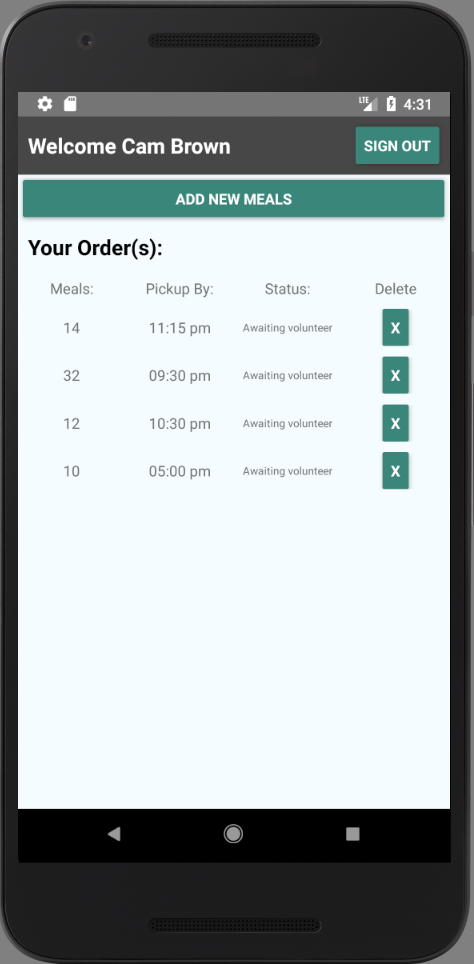 LTE 4:31
Welcome Cam Brown SIGN OUT
ADD NEW MEALS
Your Order(s):
Meals: Pickup By: Status: Delete
14 11:15 pm Awaiting volunteer X
32 09:30 pm Awaiting volunteer X
12 10:30 pm Awaiting volunteer X
10 05:00 pm Awaiting volunteer X